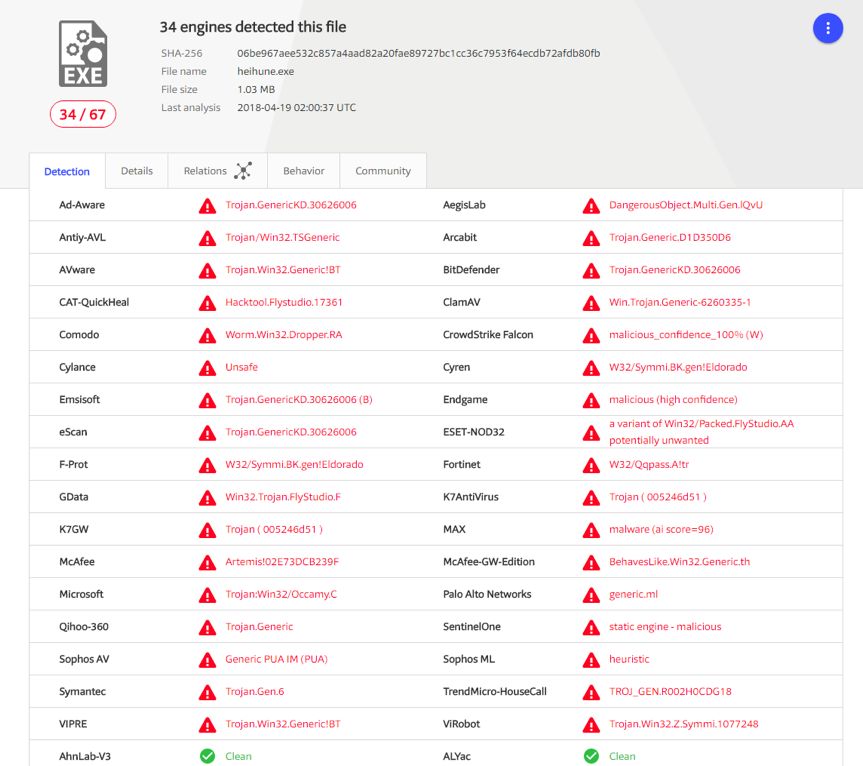 34 engines detected this file
SHA-256 06be967aee532c857a4aad82a20fae89727bc1cc36c7953f64ecdb72afdb80fb
File name heihune.exe
File size 1.03 MB
Last analysis 2018-04-19 02:00:37 UTC
EXE
34 / 67
Detection Details Relations Behavior Community
Ad-Aware Trojan.GenericKD.30626006 AegisLab DangerousObject.Multi.Gen.lQvU
Antiy-AVL Trojan/Win32.TSGeneric Arcabit Trojan.Generic.D1D350D6
AVware Trojan.Win32.Generic!BT BitDefender Trojan.GenericKD.30626006
CAT-QuickHeal Hacktool.Flystudio.17361 ClamAV Win.Trojan.Generic-6260335-1
Comodo Worm.Win32.Dropper.RA CrowdStrike Falcon malicious_confidence_100% (W)
Cylance Unsafe Cyren W32/Symmi.BK.gen!Eldorado
Emsisoft Trojan.GenericKD.30626006 (B) Endgame malicious (high confidence)
eScan Trojan.GenericKD.30626006 ESET-NOD32 a variant of Win32/Packed.FlyStudio.AA
potentially unwanted
F-Prot W32/Symmi.BK.gen!Eldorado Fortinet W32/Qqpass.A!tr
GData Win32.Trojan.FlyStudio.F K7AntiVirus Trojan ( 005246d51 )
K7GW Trojan ( 005246d51 ) MAX malware (ai score=96)
McAfee Artemis!02E73DCB239F McAfee-GW-Edition BehavesLike.Win32.Generic.th
Microsoft Trojan:Win32/Occamy.C Palo Alto Networks generic.ml
Qihoo-360 Trojan.Generic SentinelOne static engine - malicious
Sophos AV Generic PUA IM (PUA) Sophos ML heuristic
Symantec Trojan.Gen.6 TrendMicro-HouseCall TROJ_GEN.R002H0CDG18
VIPRE Trojan.Win32.Generic!BT ViRobot Trojan.Win32.Z.Symmi.1077248
AhnLab-V3 Clean ALYac Clean